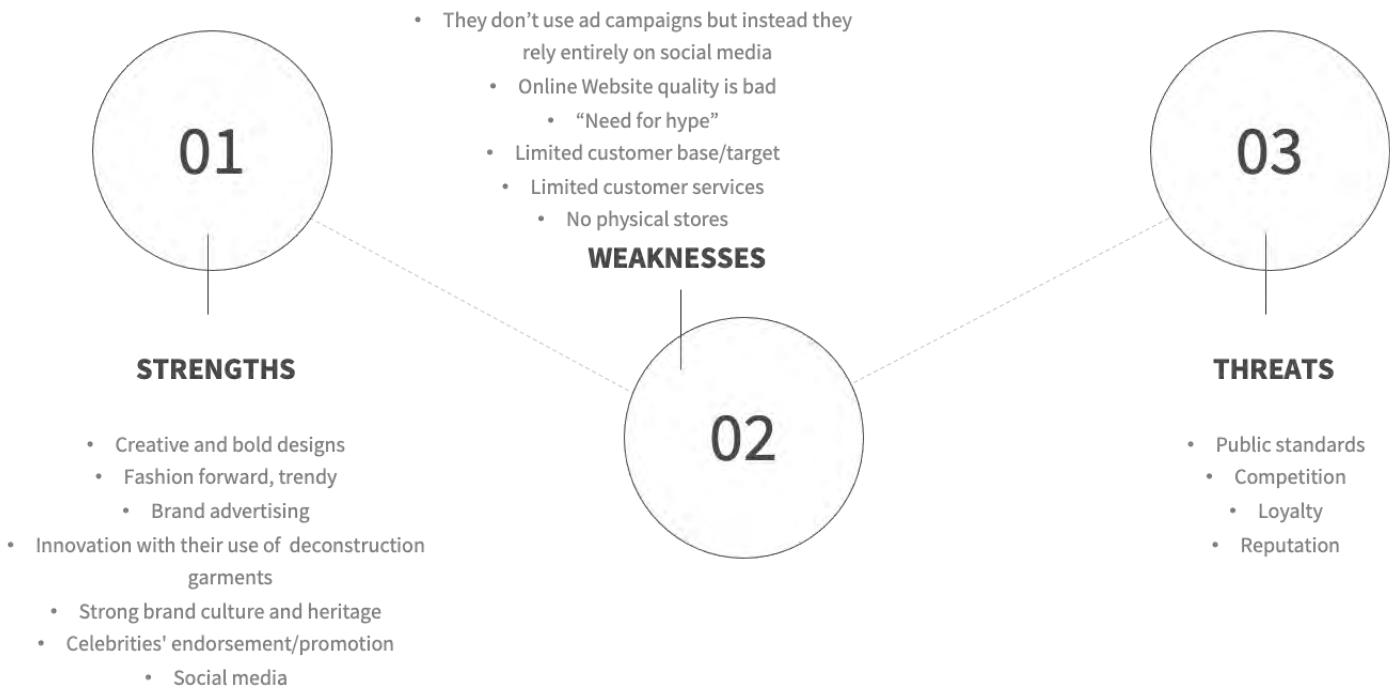 01
STRENGTHS
• Creative and bold designs
• Fashion forward, trendy
• Brand advertising
• Innovation with their use of deconstruction
garments
• Strong brand culture and heritage
• Celebrities' endorsement/promotion
• Social media
• They don’t use ad campaigns but instead they
rely entirely on social media
• Online Website quality is bad
• “Need for hype”
• Limited customer base/target
• Limited customer services
• No physical stores
WEAKNESSES
02
03
THREATS
• Public standards
• Competition
• Loyalty
• Reputation